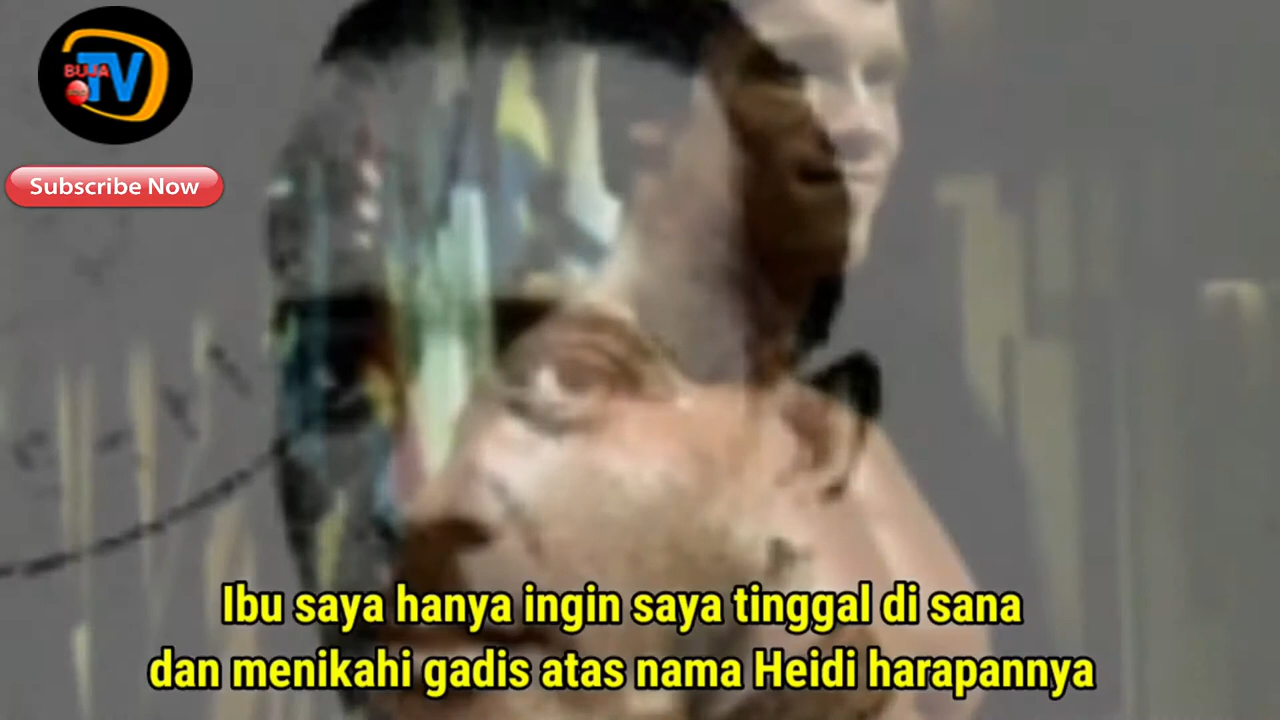 BUJA
TV
Subscribe Now
Ibu saya hanya ingin saya tinggal di sana
dan menikahi gadis atas nama Heidi harapannya